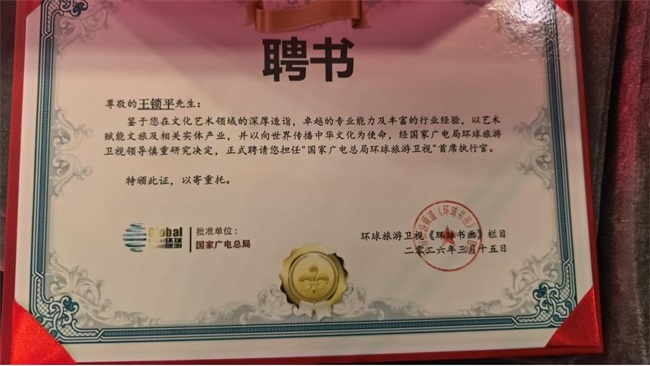 聘书
尊敬的王锁平先生：
鉴于您在文化艺术领域的深厚造诣，卓越的专业能力及丰富的行业经验，以艺术
赋能文旅及相关实体产业，并以向世界传播中华文化为使命，经国家广电局环球旅游
卫视领导慎重研究决定，正式聘请您担任"国家广电总局环球旅游卫视"首席执行官。
特颁此证，以寄重托。
Global
环球
旅游
批准单位：
国家广电总局
环球旅游卫视《环球书画》栏目
二零二六年三月十五日